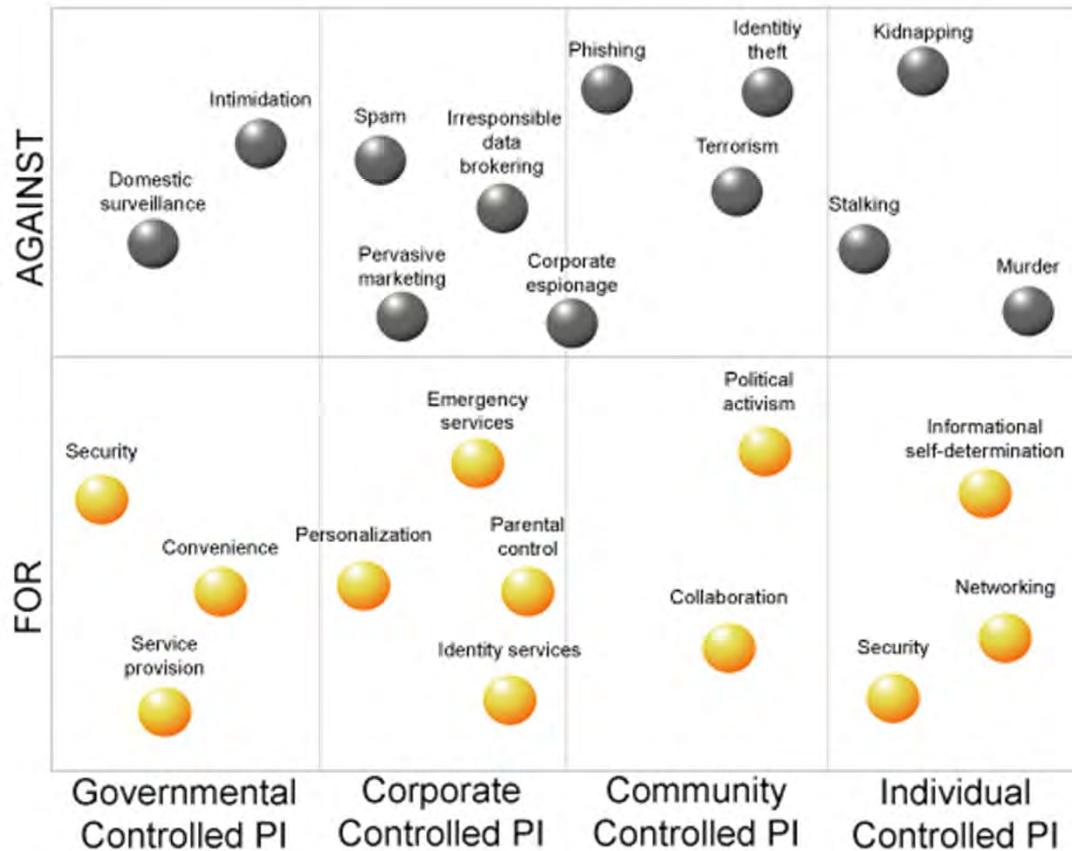 AGAINST
Intimidation
Domestic
surveillance
Spam
Irresponsible
data
brokering
Pervasive
marketing
Corporate
espionage
Phishing
Identitiy
theft
Terrorism
Kidnapping
Stalking
Murder
FOR
Security
Convenience
Service
provision
Emergency
services
Personalization
Parental
control
Identity services
Political
activism
Collaboration
Informational
self-determination
Networking
Security
Governmental
Controlled PI
Corporate
Controlled PI
Community
Controlled PI
Individual
Controlled PI